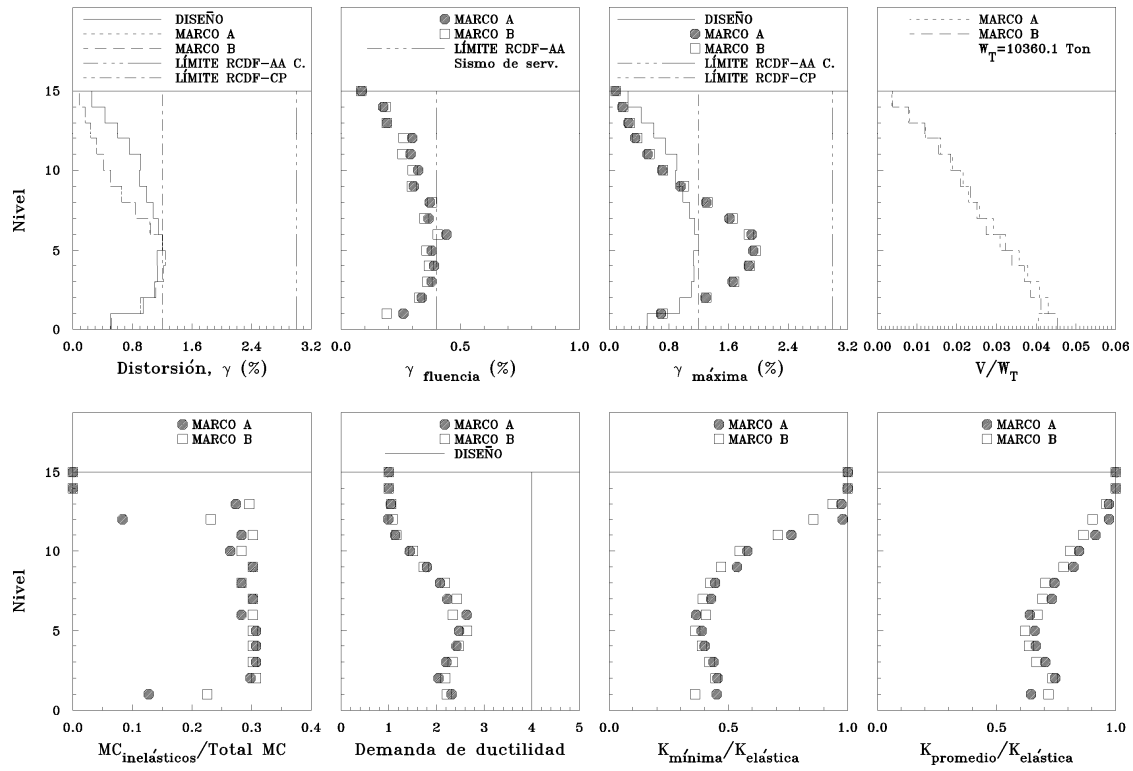 DISEÑO
MARCO A
MARCO B
LÍMITE RCDF-AA C.
LÍMITE RCDF-CP
MARCO A
MARCO B
LÍMITE RCDF-AA
Sismo de serv.
DISEÑO
MARCO A
MARCO B
LÍMITE RCDF-AA C.
LÍMITE RCDF-CP
MARCO A
MARCO B
W_T=10360.1 Ton
Nivel
15
10
5
0
0.0 0.8 1.6 2.4 3.2
Distorsión, γ (%)
0.0 0.5 1.0
γ fluencia (%)
0.0 0.8 1.6 2.4 3.2
γ máxima (%)
0.00 0.01 0.02 0.03 0.04 0.05 0.06
V/W_T
MARCO A
MARCO B
MARCO A
MARCO B
DISEÑO
MARCO A
MARCO B
MARCO A
MARCO B
Nivel
15
10
5
0
0.0 0.1 0.2 0.3 0.4
MC inelásticos/Total MC
0 1 2 3 4 5
Demanda de ductilidad
0.0 0.5 1.0
K mínima/K elástica
0.0 0.5 1.0
K promedio/K elástica